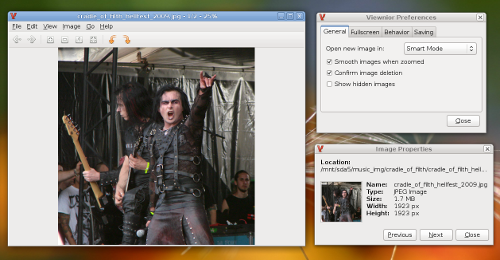 cradle_of_filth_hellfest_2009.jpg - 1/2 - 25%
File Edit View Image Go Help
Viewnior Preferences
General Fullscreen Behavior Saving
Open new image in: Smart Mode
Smooth images when zoomed
Confirm image deletion
Show hidden images
Close
Image Properties
Location:
/mnt/sda5/music_img/cradle_of_filth/cradle_of_filth_hell...
Name: cradle_of_filth_hellfest_2009.jpg
Type: JPEG Image
Size: 1.7 MB
Width: 1923 px
Height: 1923 px
Previous Next Close